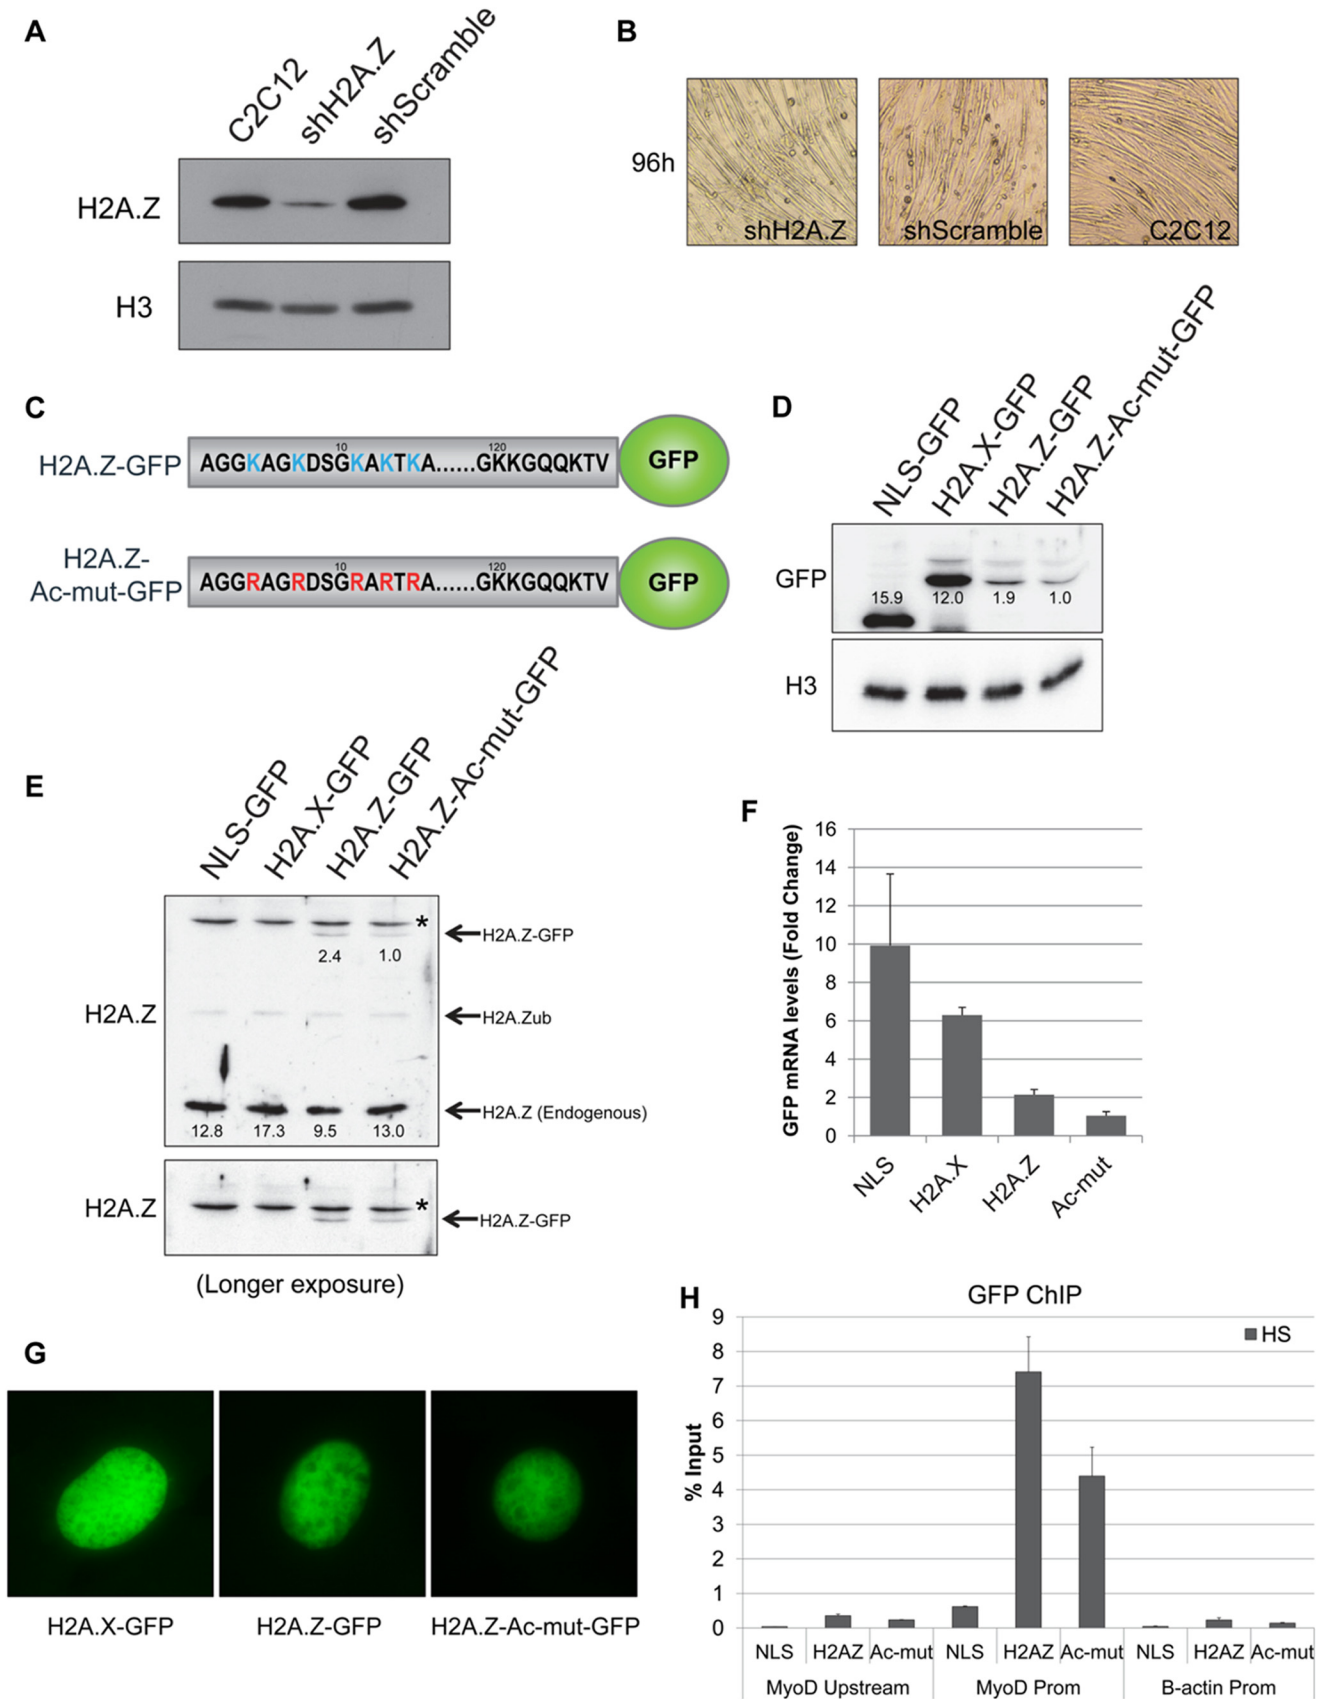 A
C2C12
shH2A.Z
shScramble
H2A.Z
H3
B
96h
shH2A.Z
shScramble
C2C12
C
H2A.Z-GFP
10
120
AGGKAGKDSGKAKTKA......GKKGQQKTV
GFP
H2A.Z-
Ac-mut-GFP
10
120
AGGRAGRDSGRARTRA......GKKGQQKTV
GFP
D
NLS-GFP
H2A.X-GFP
H2A.Z-GFP
H2A.Z-Ac-mut-GFP
GFP
15.9 12.0 1.9 1.0
H3
E
NLS-GFP
H2A.X-GFP
H2A.Z-GFP
H2A.Z-Ac-mut-GFP
*
H2A.Z-GFP
2.4 1.0
H2A.Z
H2A.Zub
H2A.Z (Endogenous)
12.8 17.3 9.5 13.0
H2A.Z
*
H2A.Z-GFP
(Longer exposure)
F
GFP mRNA levels (Fold Change)
16
14
12
10
8
6
4
2
0
NLS
H2A.X
H2A.Z
Ac-mut
G
H2A.X-GFP
H2A.Z-GFP
H2A.Z-Ac-mut-GFP
H
GFP ChIP
HS
% Input
9
8
7
6
5
4
3
2
1
0
NLS H2AZ Ac-mut NLS H2AZ Ac-mut NLS H2AZ Ac-mut
MyoD Upstream MyoD Prom B-actin Prom